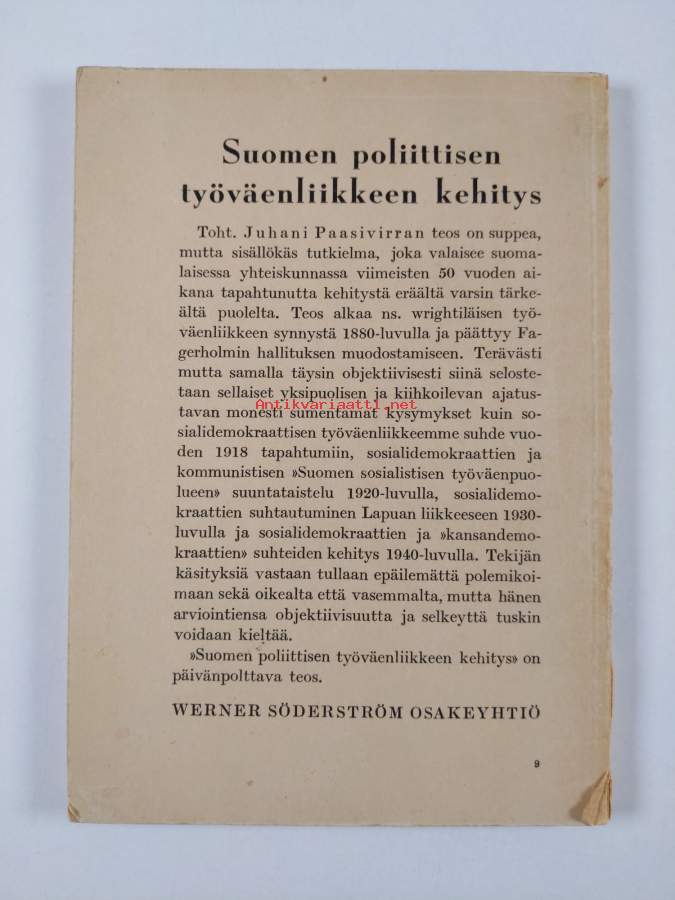 Suomen poliittisen
työväenliikkeen kehitys
Toht. Juhani Paasivirran teos on suppea,
mutta sisällökäs tutkielma, joka valaisee suoma-
laisessa yhteiskunnassa viimeisten 50 vuoden ai-
kana tapahtunutta kehitystä eräältä varsin tärke-
ältä puolelta. Teos alkaa ns. wrightiläisen työ-
väenliikkeen synnystä 1880-luvulla ja päättyy Fa-
gerholmin hallituksen muodostamiseen. Terävästi
mutta samalla täysin objektiivisesti siinä seloste-
taan sellaiset yksipuolisen ja kiihkoilevan ajatus-
tavan monesti sumentamat kysymykset kuin so-
Antikvariaatti.net
sialidemokraattisen työväenliikkeemme suhde vuo-
den 1918 tapahtumiin, sosialidemokraattien ja
kommunistisen »Suomen sosialistisen työväenpuo-
lueen» suuntataistelu 1920-luvulla, sosialidemo-
kraattien suhtautuminen Lapuan liikkeeseen 1930-
luvulla ja sosialidemokraattien ja »kansandemo-
kraattien» suhteiden kehitys 1940-luvulla. Tekijän
käsityksiä vastaan tullaan epäilemättä polemikoi-
maan sekä oikealta että vasemmalta, mutta hänen
arviointiensa objektiivisuutta ja selkeyttä tuskin
voidaan kieltää.
»Suomen poliittisen työväenliikkeen kehitys» on
päivänpolttava teos.
WERNER SÖDERSTRÖM OSAKEYHTIÖ
9